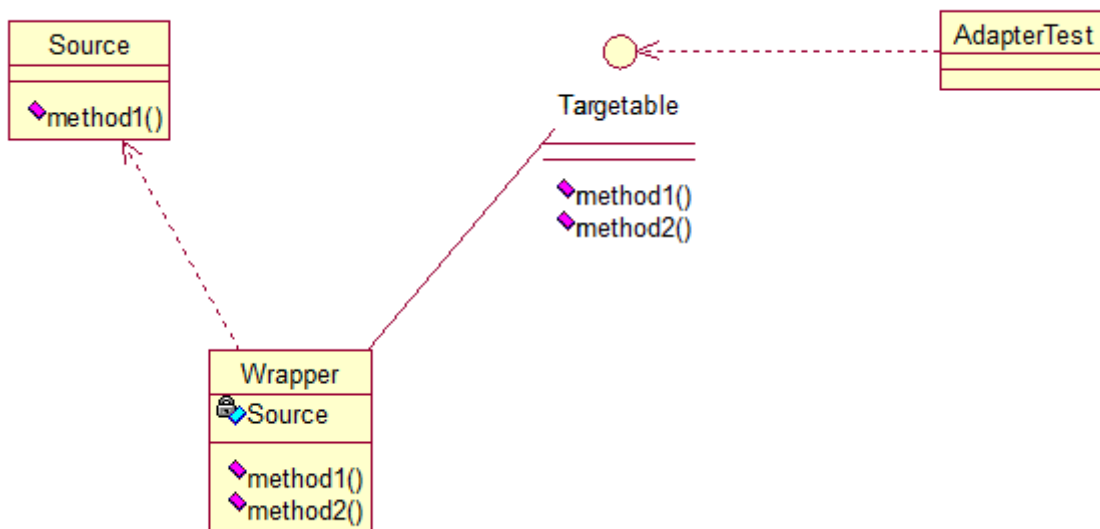 Source
method1()
Targetable
method1()
method2()
AdapterTest
Wrapper
Source
method1()
method2()